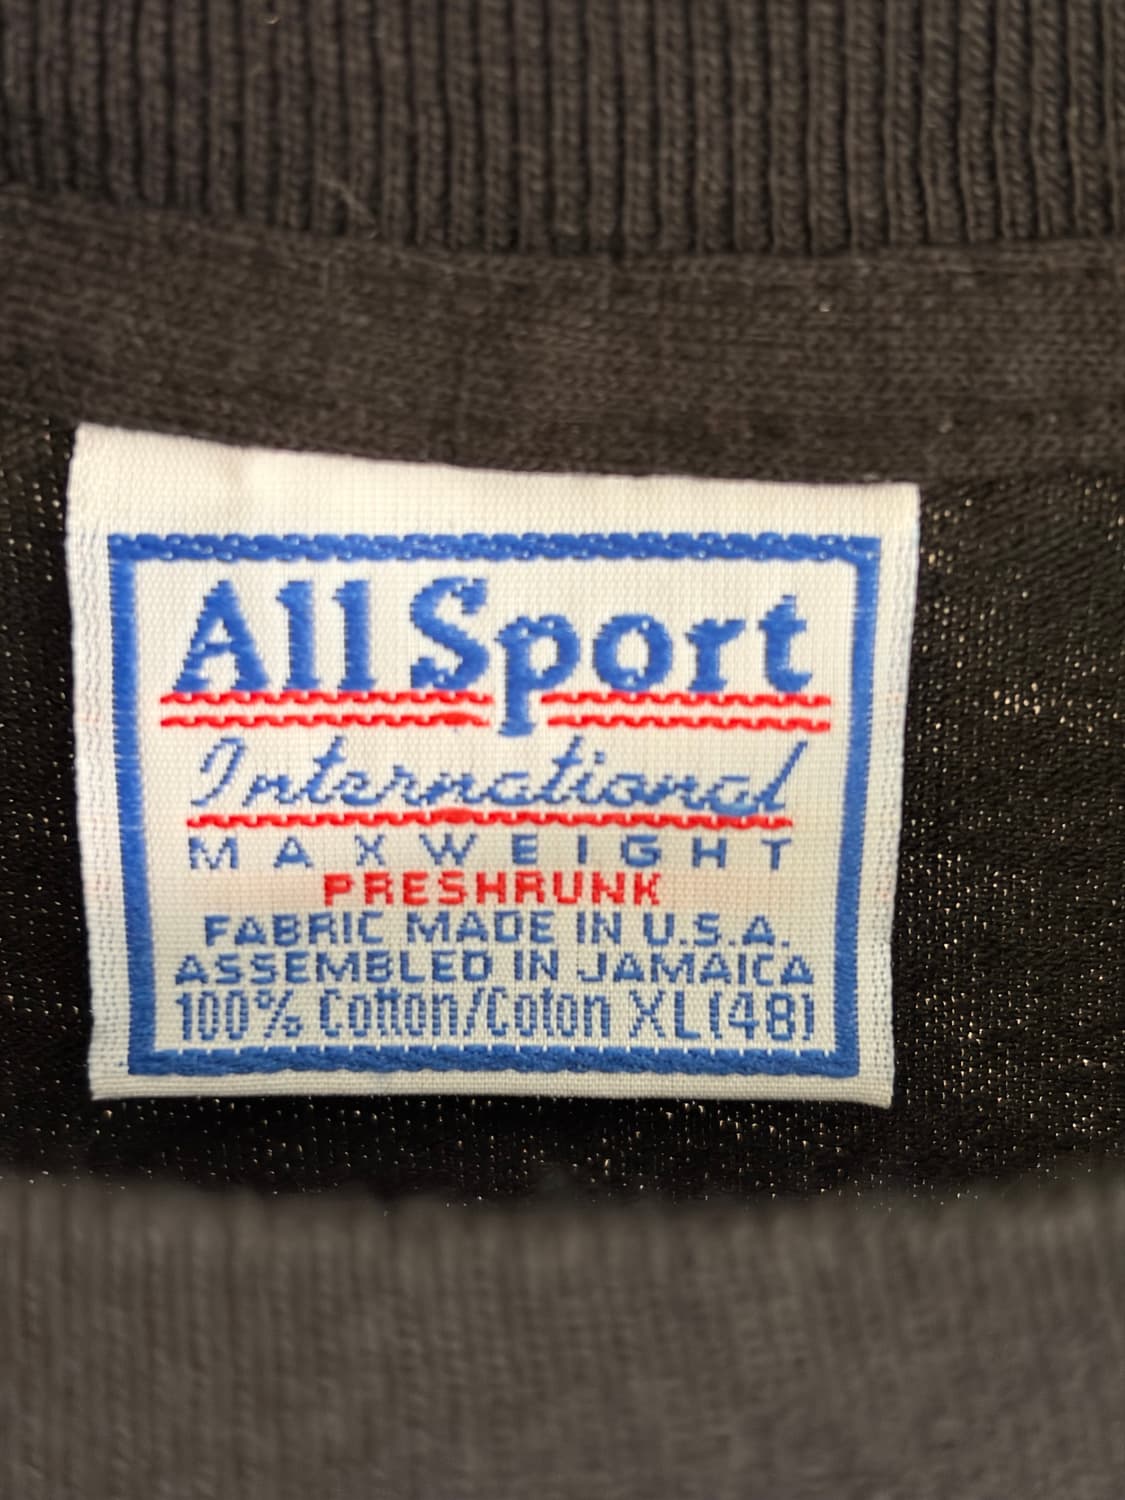 All Sport
International
MAXWEIGHT
PRESHRUNK
FABRIC MADE IN U.S.A.
ASSEMBLED IN JAMAICA
100% Cotton/Coton XL(48)